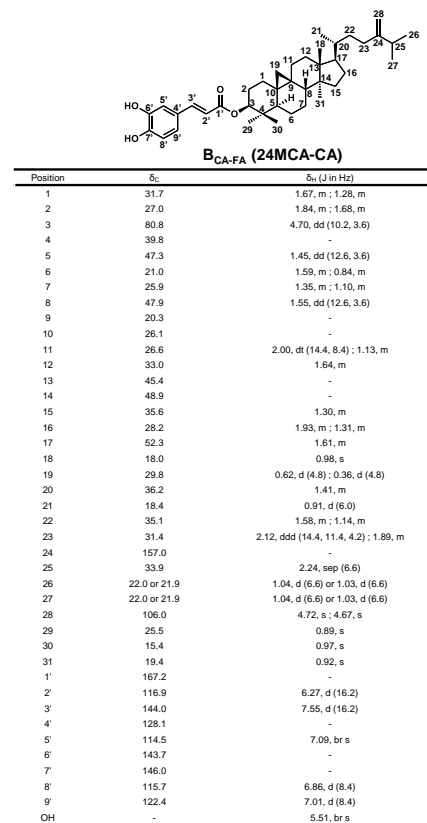 28
21
22
26
12
18
20
24
25
11
23
19
13
17
27
1
H
14
16
9
15
O
2
10
8
HO
5'
3'
3
5
H
31
6'
4'
1'
O
4
7
HO
7'
9'
2'
29
30
6
8'
B CA-FA (24MCA-CA)
Position δC δH (J in Hz)
1 31.7 1.67, m ; 1.28, m
2 27.0 1.84, m ; 1.68, m
3 80.8 4.70, dd (10.2, 3.6)
4 39.8 -
5 47.3 1.45, dd (12.6, 3.6)
6 21.0 1.59, m ; 0.84, m
7 25.9 1.35, m ; 1.10, m
8 47.9 1.55, dd (12.6, 3.6)
9 20.3 -
10 26.1 -
11 26.6 2.00, dt (14.4, 8.4) ; 1.13, m
12 33.0 1.64, m
13 45.4 -
14 48.9 -
15 35.6 1.30, m
16 28.2 1.93, m ; 1.31, m
17 52.3 1.61, m
18 18.0 0.98, s
19 29.8 0.62, d (4.8) ; 0.36, d (4.8)
20 36.2 1.41, m
21 18.4 0.91, d (6.0)
22 35.1 1.58, m ; 1.14, m
23 31.4 2.12, ddd (14.4, 11.4, 4.2) ; 1.89, m
24 157.0 -
25 33.9 2.24, sep (6.6)
26 22.0 or 21.9 1.04, d (6.6) or 1.03, d (6.6)
27 22.0 or 21.9 1.04, d (6.6) or 1.03, d (6.6)
28 106.0 4.72, s ; 4.67, s
29 25.5 0.89, s
30 15.4 0.97, s
31 19.4 0.92, s
1' 167.2 -
2' 116.9 6.27, d (16.2)
3' 144.0 7.55, d (16.2)
4' 128.1 -
5' 114.5 7.09, br s
6' 143.7 -
7' 146.0 -
8' 115.7 6.86, d (8.4)
9' 122.4 7.01, d (8.4)
OH - 5.51, br s